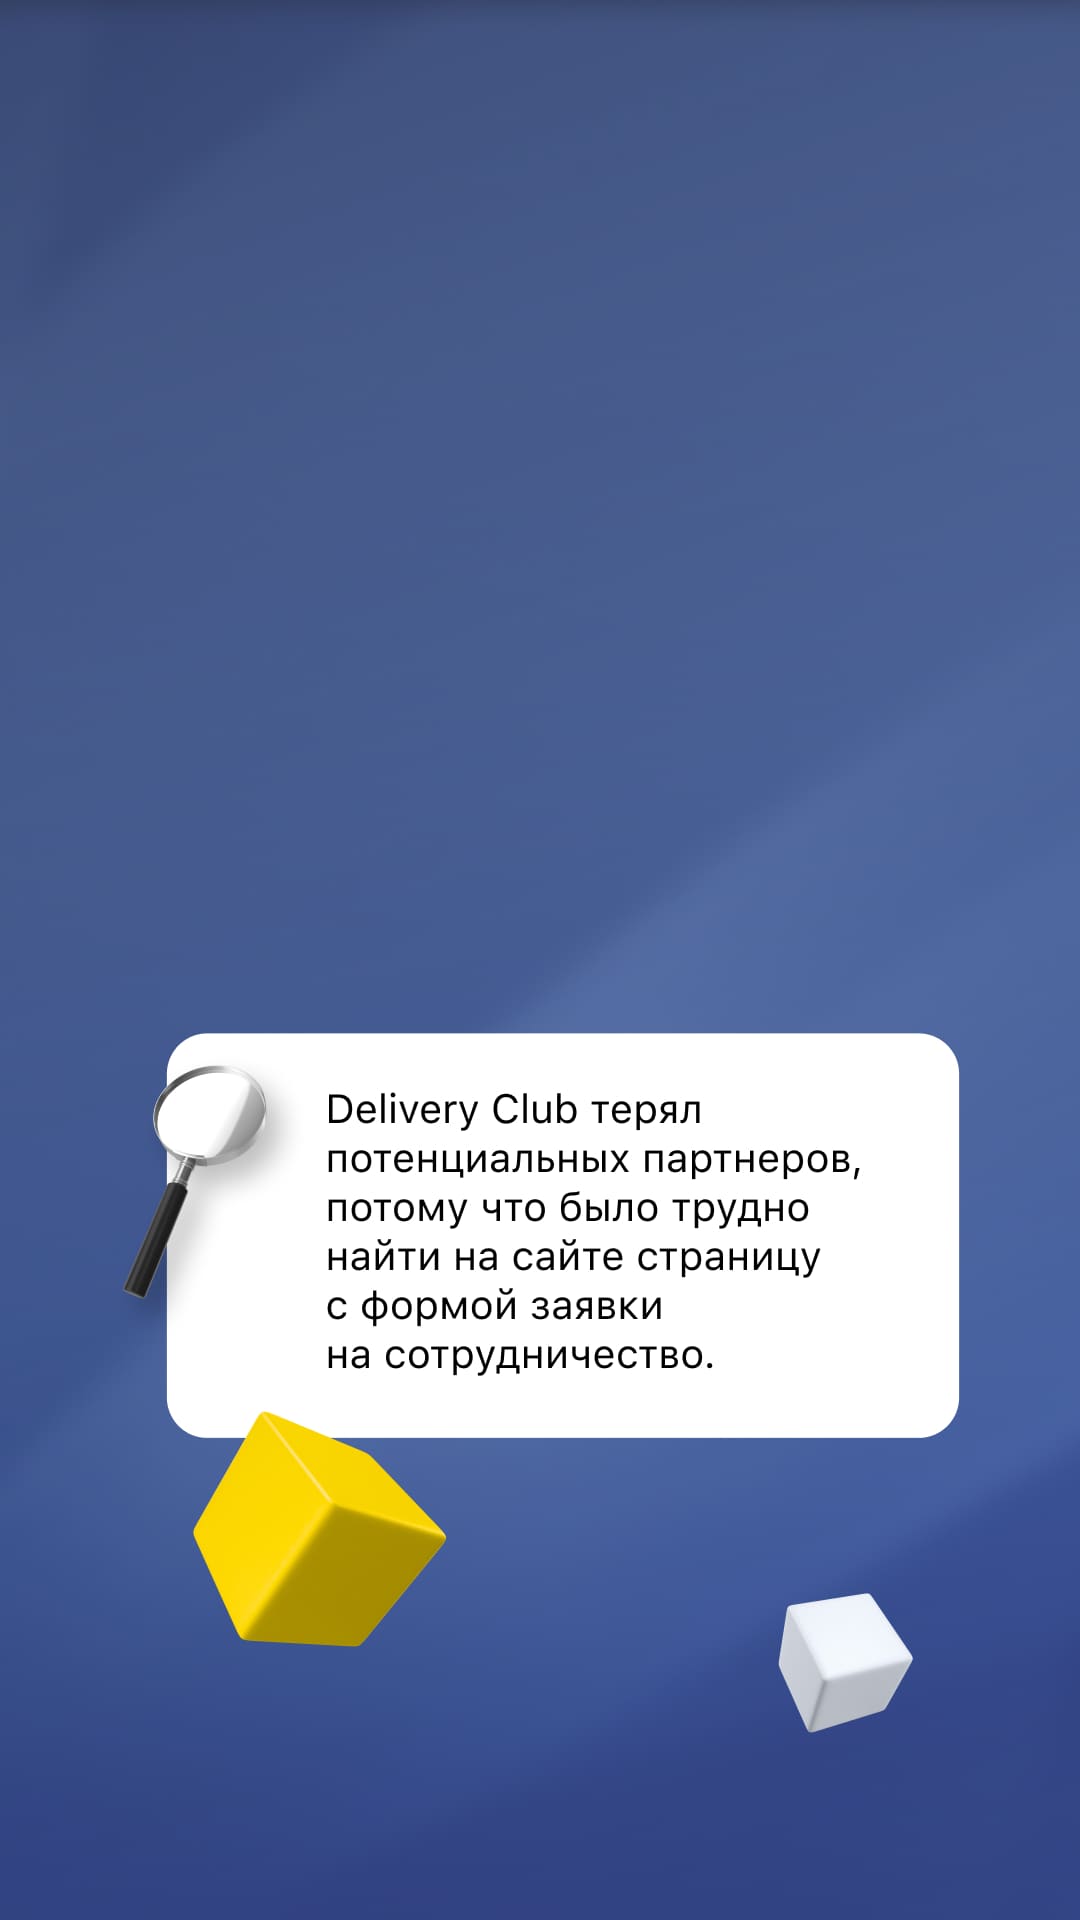 Delivery Club терял
потенциальных партнеров,
потому что было трудно
найти на сайте страницу
с формой заявки
на сотрудничество.